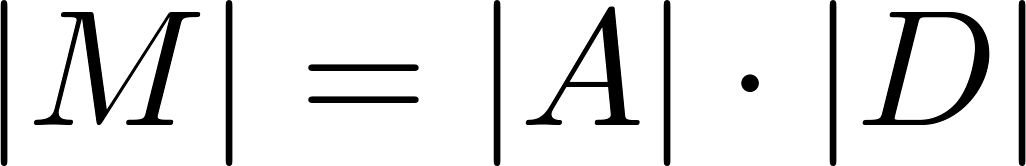 |M| = |A| · |D|